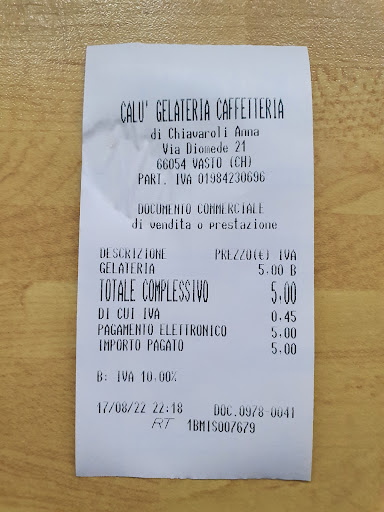 CALU' GELATERIA CAFFETTERIA
di Chiavaroli Anna
Via Diomede 21
66054 VASTO (CH)
PART. IVA 01984230696
DOCUMENTO COMMERCIALE
di vendita o prestazione
DESCRIZIONE PREZZO(€) IVA
GELATERIA 5,00 B
TOTALE COMPLESSIVO 5,00
DI CUI IVA 0,45
PAGAMENTO ELETTRONICO 5,00
IMPORTO PAGATO 5,00
B: IVA 10,00%
17/08/22 22:18 DOC.0978-0041
RT 1BMIS007679